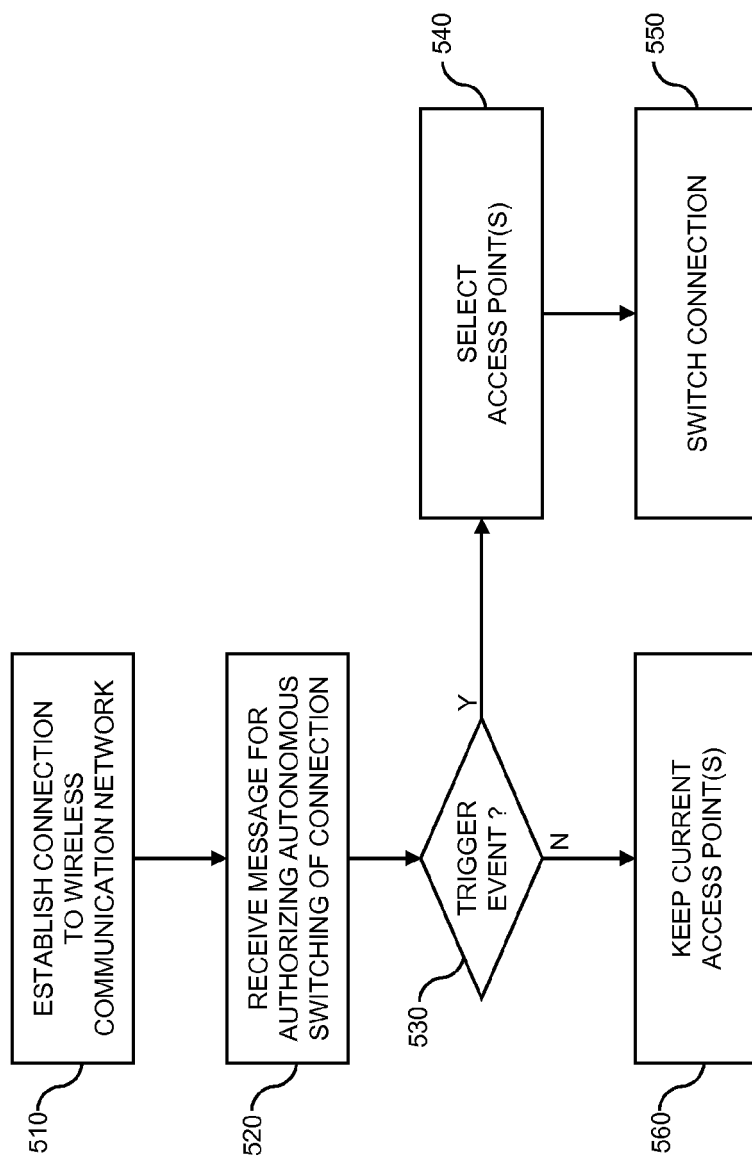 510
ESTABLISH CONNECTION
TO WIRELESS
COMMUNICATION NETWORK
520
RECEIVE MESSAGE FOR
AUTHORIZING AUTONOMOUS
SWITCHING OF CONNECTION
530
TRIGGER
EVENT ?
Y
N
540
SELECT
ACCESS POINT(S)
550
SWITCH CONNECTION
560
KEEP CURRENT
ACCESS POINT(S)